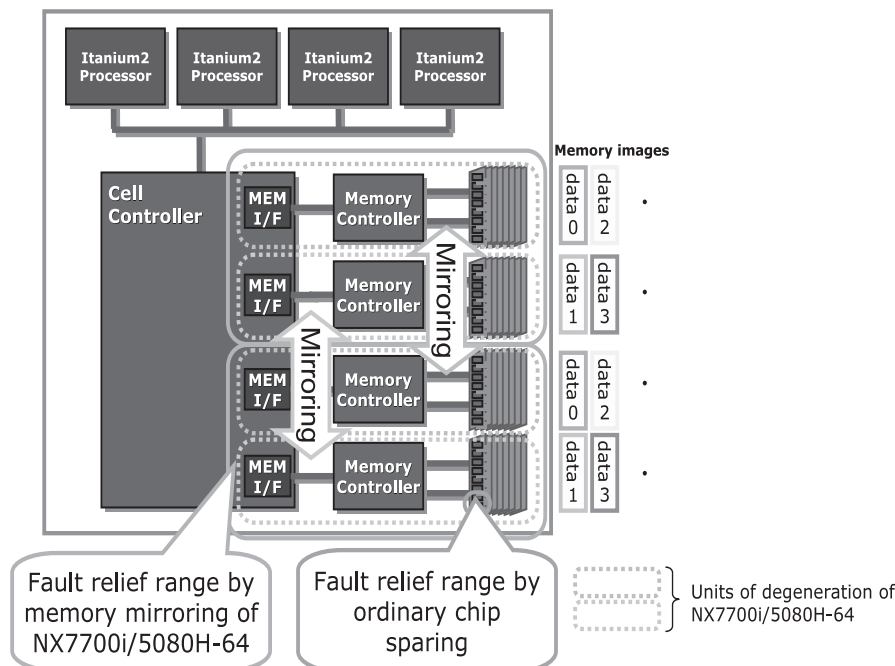 Itanium2
Processor
Itanium2
Processor
Itanium2
Processor
Itanium2
Processor
Memory images
Cell
Controller
MEM
I/F
Memory
Controller
data
0
data
2
MEM
I/F
Memory
Controller
data
1
data
3
Mirroring
Mirroring
MEM
I/F
Memory
Controller
data
0
data
2
MEM
I/F
Memory
Controller
data
1
data
3
Fault relief range by
memory mirroring of
NX7700i/5080H-64
Fault relief range by
ordinary chip
sparing
Units of degeneration of
NX7700i/5080H-64